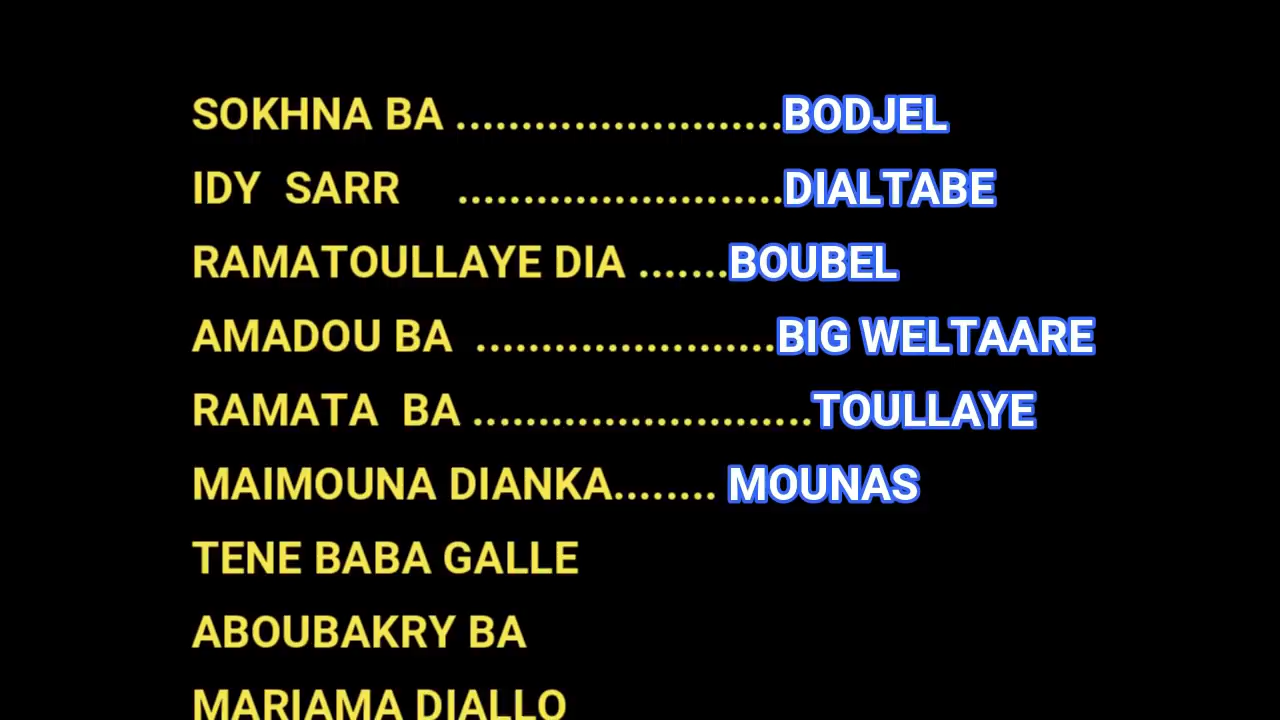 SOKHNA BA .........................BODJEL
IDY SARR .........................DIALTABE
RAMATOULLAYE DIA .......BOUBEL
AMADOU BA .......................BIG WELTAARE
RAMATA BA ..........................TOULLAYE
MAIMOUNA DIANKA........ MOUNAS
TENE BABA GALLE
ABOUBAKRY BA
MARIAMA DIALLO